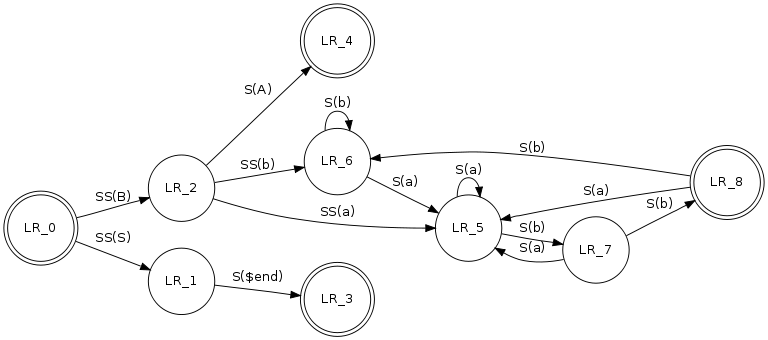 LR_4
S(A)
S(b)
S(b)
LR_6
SS(b)
S(a)
S(a)
S(a)
LR_8
LR_2
SS(B)
SS(a)
S(b)
LR_0
LR_5
S(b)
SS(S)
S(a)
LR_7
S($end)
LR_1
LR_3